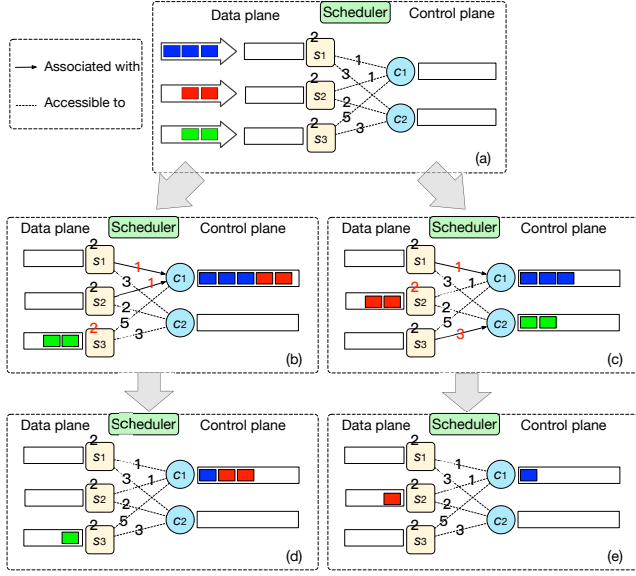 Data plane Scheduler Control plane
Associated with
Accessible to
2 s1 1 c1
3 1
2 s2
2 c2
5
2 s3 3
(a)
Data plane Scheduler Control plane
2 s1 1 c1
3 1
2 s2
2 c2
5
2 s3 3
(b)
Data plane Scheduler Control plane
2 s1 1 c1
3 1
2 s2
2 c2
5
2 s3 3
(c)
Data plane Scheduler Control plane
2 s1 1 c1
3 1
2 s2
2 c2
5
2 s3 3
(d)
Data plane Scheduler Control plane
2 s1 1 c1
3 1
2 s2
2 c2
5
2 s3 3
(e)